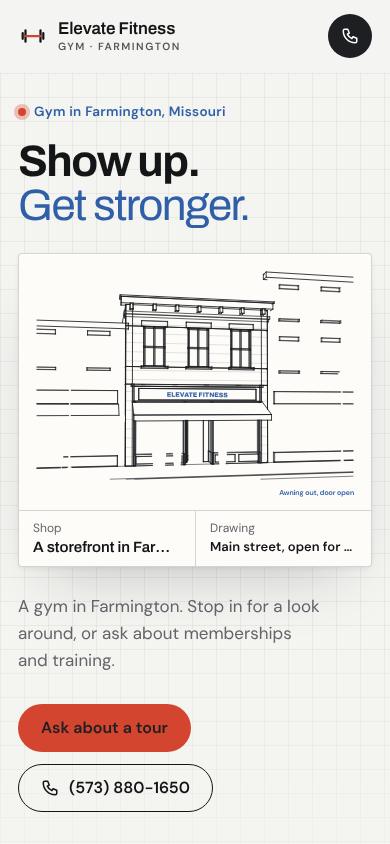 Elevate Fitness
GYM · FARMINGTON
Gym in Farmington, Missouri
Show up.
Get stronger.
ELEVATE FITNESS
Awning out, door open
Shop
A storefront in Far...
Drawing
Main street, open for ...
A gym in Farmington. Stop in for a look
around, or ask about memberships
and training.
Ask about a tour
(573) 880-1650